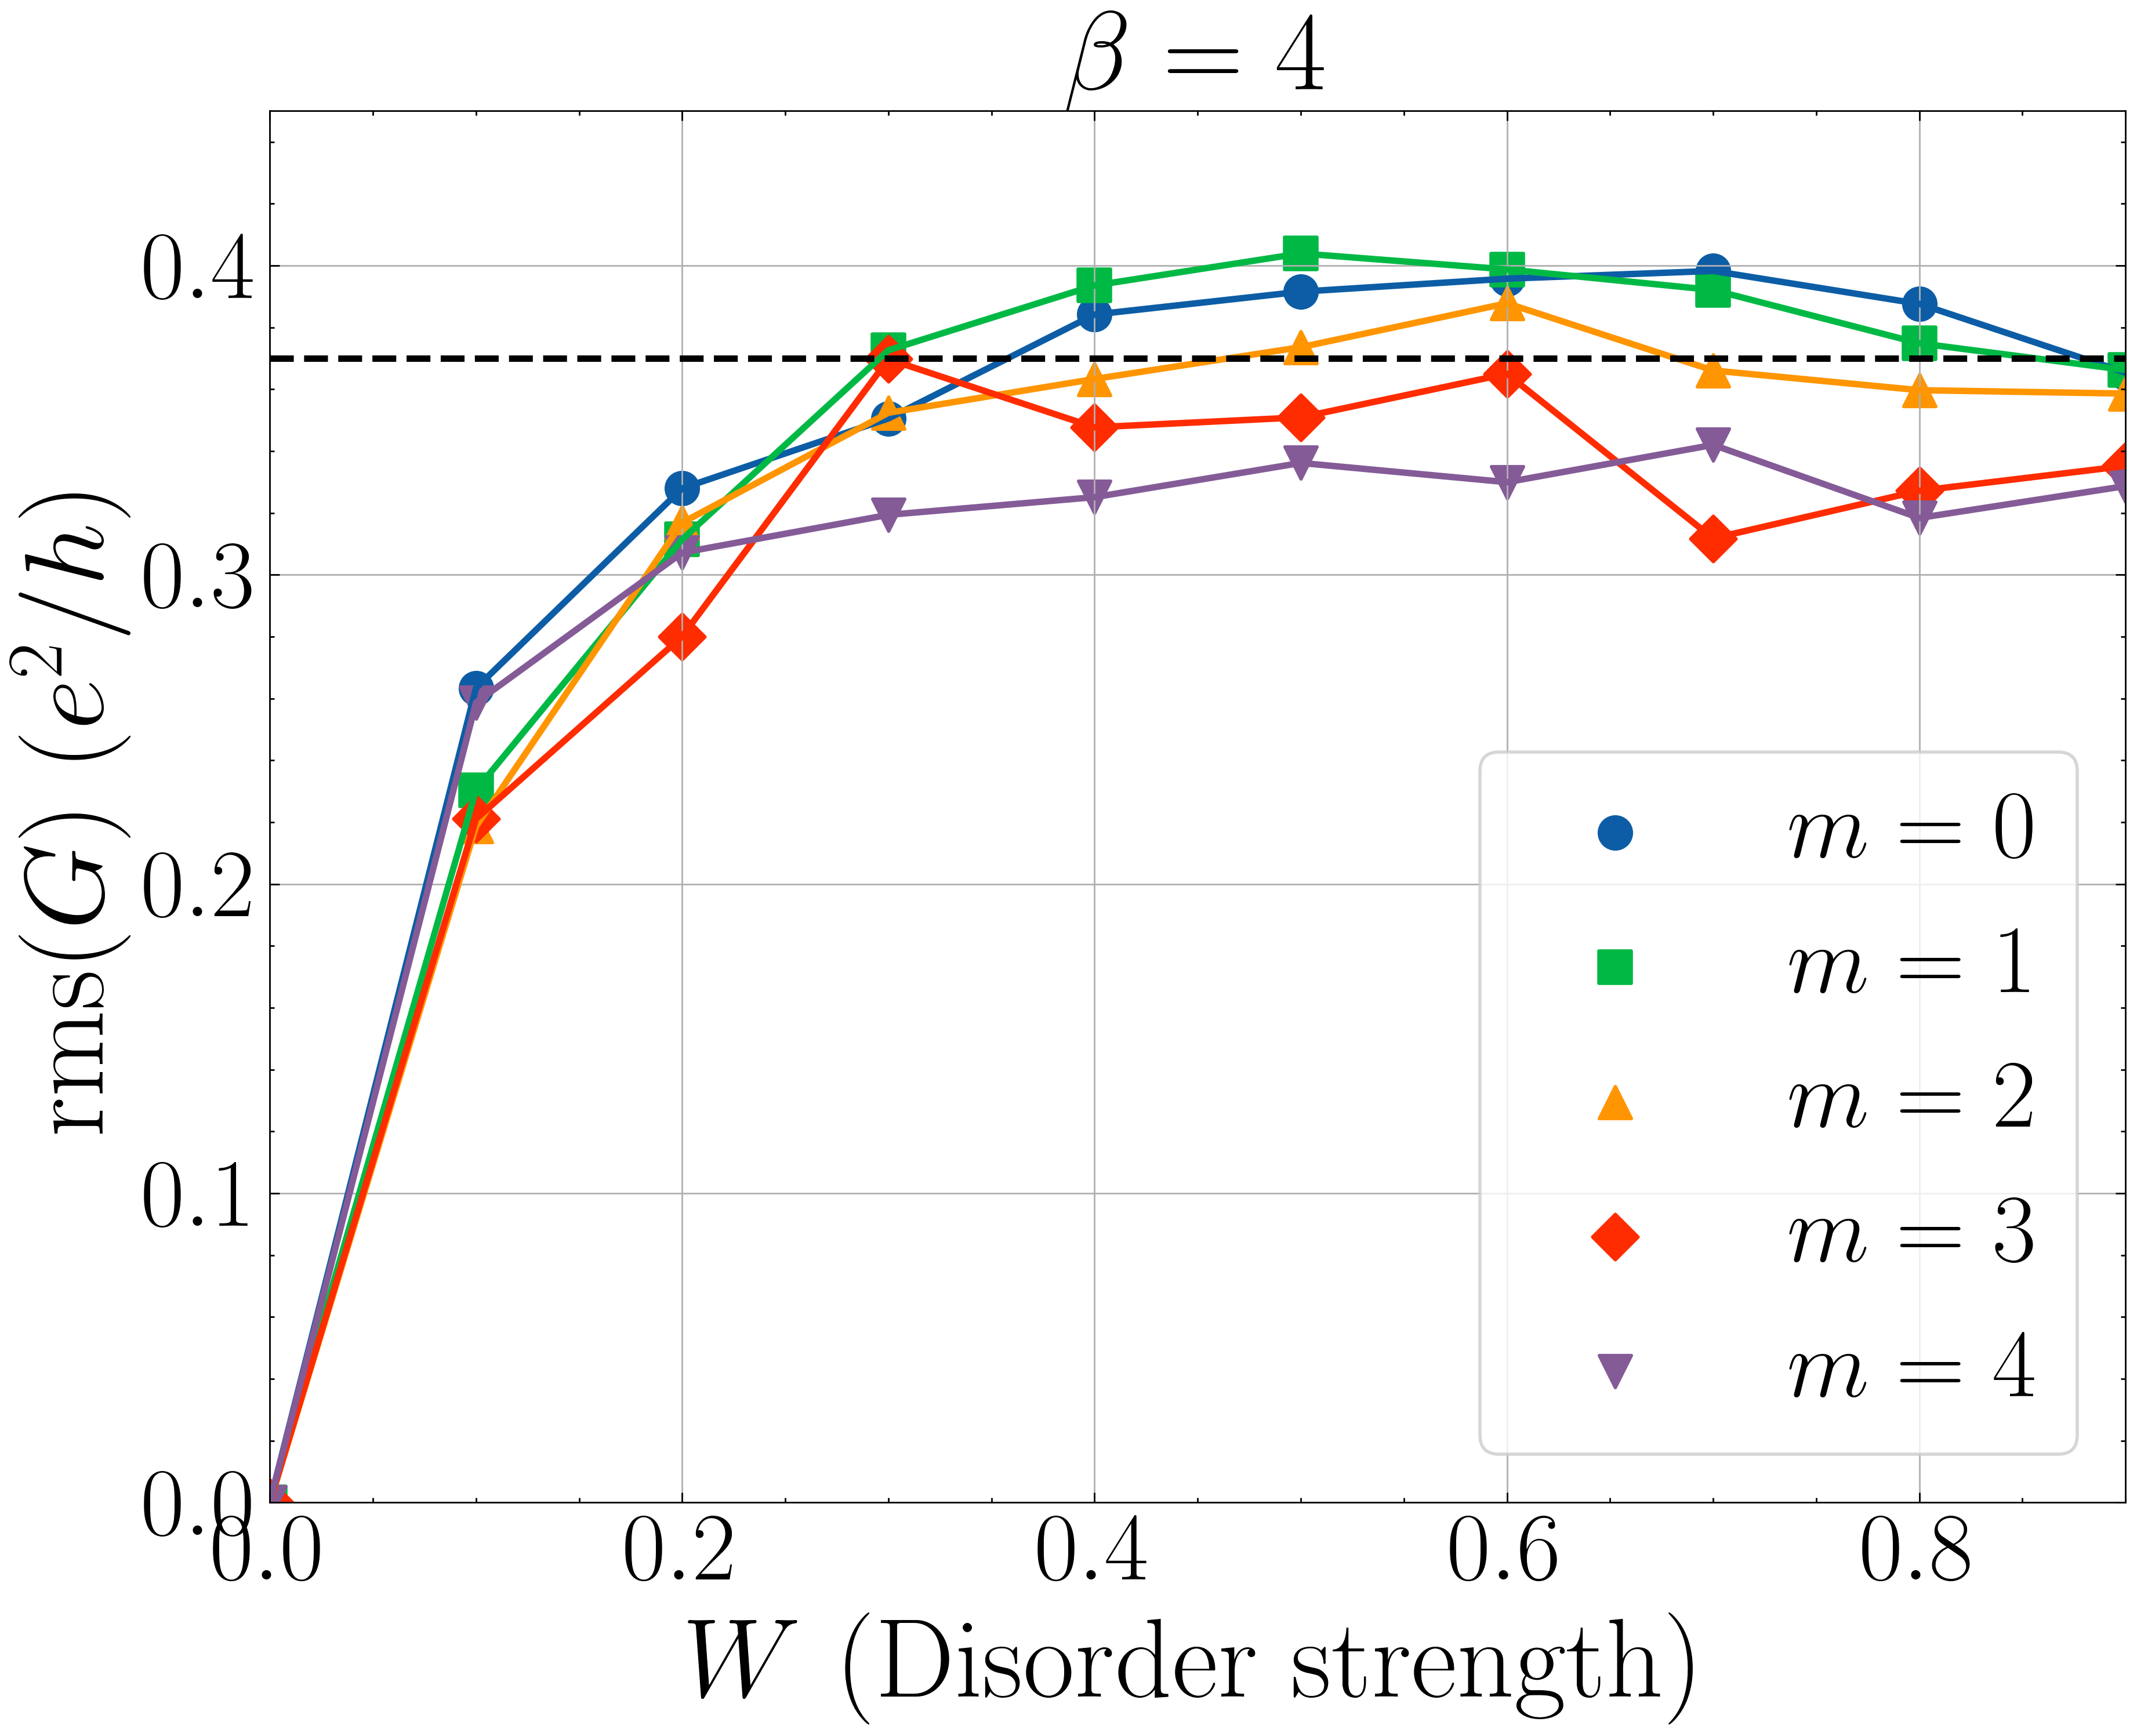 β = 4
rms(G) (e²/h)
0.4
0.3
0.2
0.1
0.0
0.0 0.2 0.4 0.6 0.8
W (Disorder strength)
m = 0
m = 1
m = 2
m = 3
m = 4